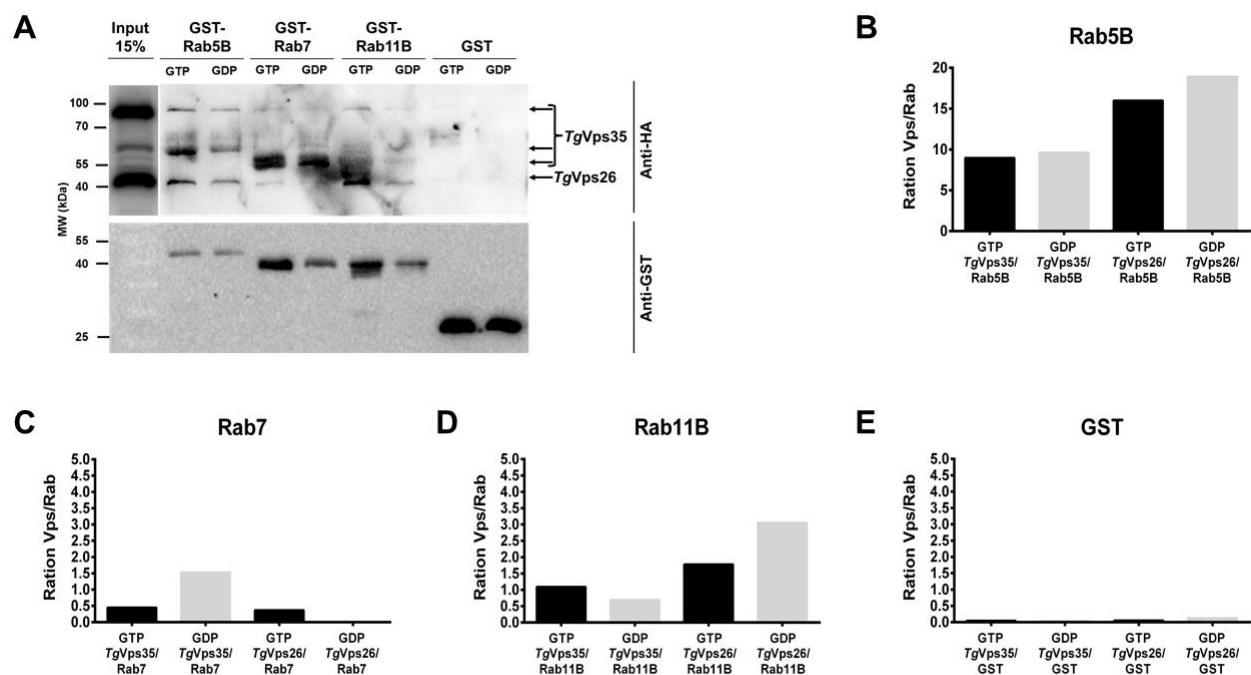 A
Input
15%
GST-
Rab5B
GST-
Rab7
GST-
Rab11B
GST
GTP GDP GTP GDP GTP GDP GTP GDP
100
70
55
40
MW (kDa)
TgVps35
TgVps26
Anti-HA
55
40
25
Anti-GST
B
Rab5B
Ration Vps/Rab
20
15
10
5
0
GTP GDP GTP GDP
TgVps35/ TgVps35/ TgVps26/ TgVps26/
Rab5B Rab5B Rab5B Rab5B
C
Rab7
Ration Vps/Rab
5.0
4.5
4.0
3.5
3.0
2.5
2.0
1.5
1.0
0.5
0.0
GTP GDP GTP GDP
TgVps35/ TgVps35/ TgVps26/ TgVps26/
Rab7 Rab7 Rab7 Rab7
D
Rab11B
Ration Vps/Rab
5.0
4.5
4.0
3.5
3.0
2.5
2.0
1.5
1.0
0.5
0.0
GTP GDP GTP GDP
TgVps35/ TgVps35/ TgVps26/ TgVps26/
Rab11B Rab11B Rab11B Rab11B
E
GST
Ration Vps/Rab
5.0
4.5
4.0
3.5
3.0
2.5
2.0
1.5
1.0
0.5
0.0
GTP GDP GTP GDP
TgVps35/ TgVps35/ TgVps26/ TgVps26/
GST GST GST GST